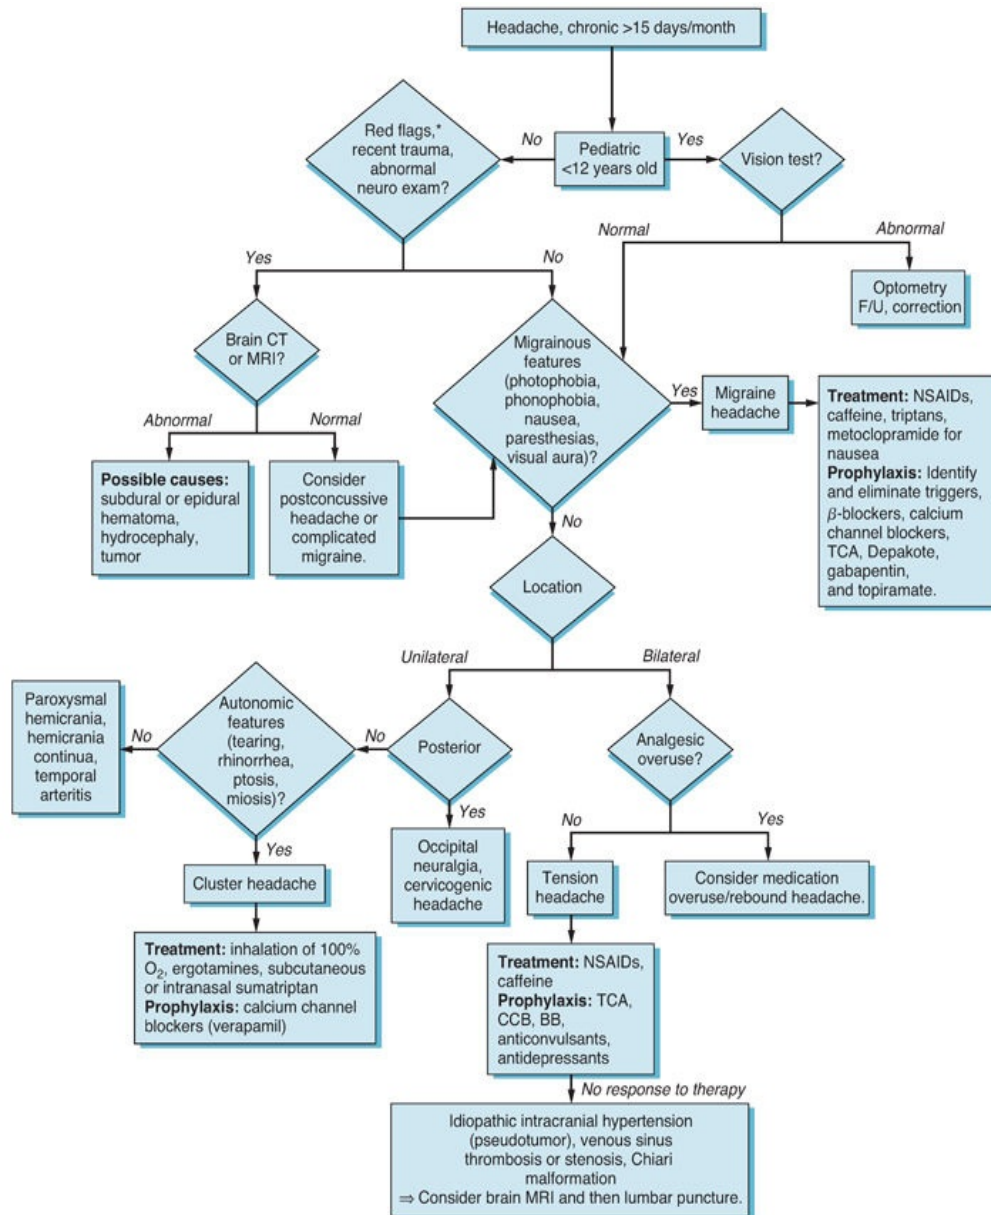 Headache, chronic >15 days/month
Red flags,*
recent trauma,
abnormal
neuro exam?
No
Pediatric
<12 years old
Yes
Vision test?
Normal
Abnormal
Yes
No
Optometry
F/U, correction
Brain CT
or MRI?
Migrainous
features
(photophobia,
phonophobia,
nausea,
paresthesias,
visual aura)?
Yes
Migraine
headache
Treatment: NSAIDs,
caffeine, triptans,
metoclopramide for
nausea
Prophylaxis: Identify
and eliminate triggers,
β-blockers, calcium
channel blockers,
TCA, Depakote,
gabapentin,
and topiramate.
Abnormal
Normal
Possible causes:
subdural or epidural
hematoma,
hydrocephaly,
tumor
Consider
postconcussive
headache or
complicated
migraine.
No
Location
Unilateral
Bilateral
Paroxysmal
hemicrania,
hemicrania
continua,
temporal
arteritis
No
Autonomic
features
(tearing,
rhinorrhea,
ptosis,
miosis)?
No
Posterior
Analgesic
overuse?
Yes
Yes
No
Yes
Cluster headache
Occipital
neuralgia,
cervicogenic
headache
Tension
headache
Consider medication
overuse/rebound headache.
Treatment: inhalation of 100%
O₂, ergotamines, subcutaneous
or intranasal sumatriptan
Prophylaxis: calcium channel
blockers (verapamil)
Treatment: NSAIDs,
caffeine
Prophylaxis: TCA,
CCB, BB,
anticonvulsants,
antidepressants
No response to therapy
Idiopathic intracranial hypertension
(pseudotumor), venous sinus
thrombosis or stenosis, Chiari
malformation
⇒ Consider brain MRI and then lumbar puncture.